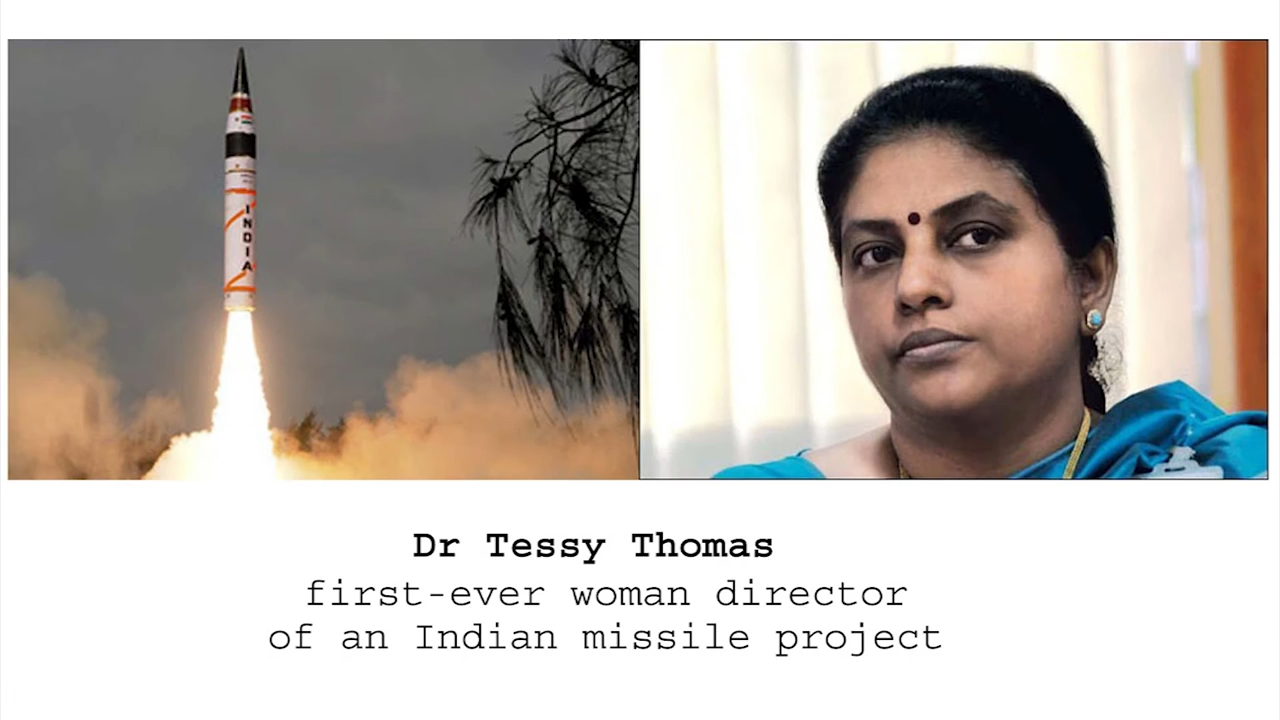 INDIA
Dr Tessy Thomas
first-ever woman director
of an Indian missile project